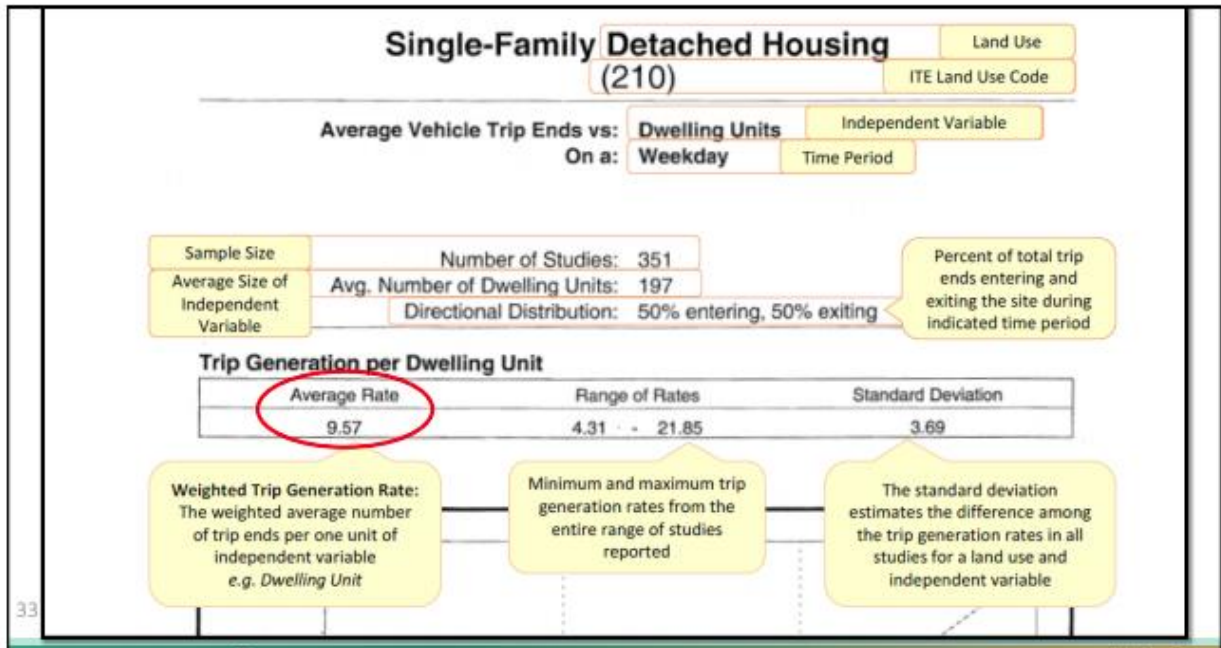 Single-Family Detached Housing
Land Use
(210)
ITE Land Use Code
Average Vehicle Trip Ends vs: Dwelling Units
Independent Variable
On a: Weekday
Time Period
Sample Size
Number of Studies: 351
Average Size of
Independent
Variable
Avg. Number of Dwelling Units: 197
Directional Distribution: 50% entering, 50% exiting
Percent of total trip
ends entering and
exiting the site during
indicated time period
Trip Generation per Dwelling Unit
Average Rate Range of Rates Standard Deviation
9.57 4.31 - 21.85 3.69
Weighted Trip Generation Rate:
The weighted average number
of trip ends per one unit of
independent variable
e.g. Dwelling Unit
Minimum and maximum trip
generation rates from the
entire range of studies
reported
The standard deviation
estimates the difference among
the trip generation rates in all
studies for a land use and
independent variable
33